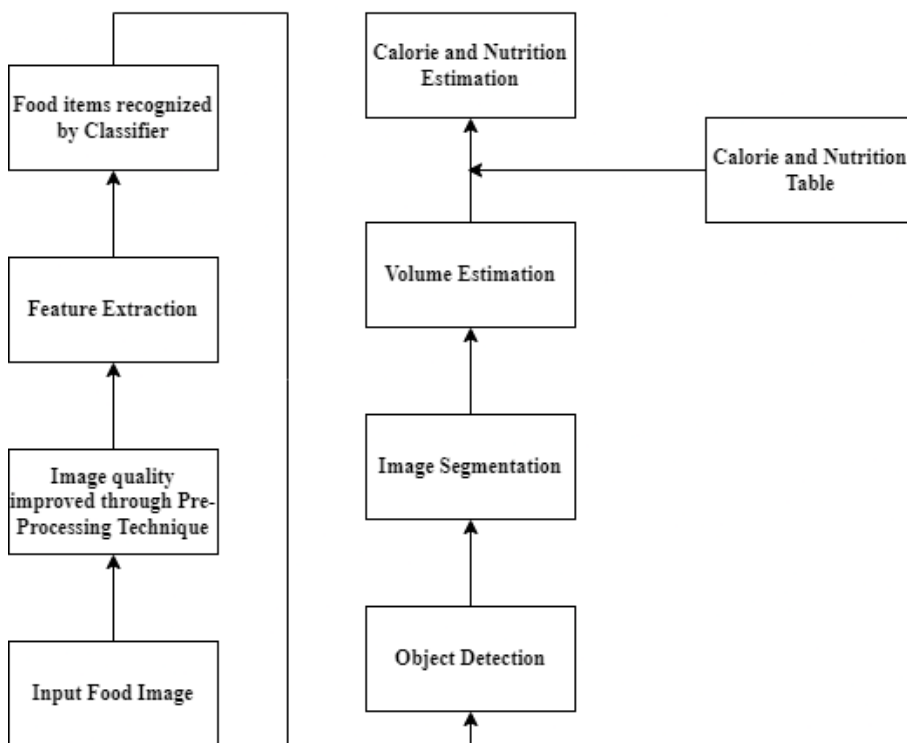 Food items recognized
by Classifier
Feature Extraction
Image quality
improved through Pre-
Processing Technique
Input Food Image
Calorie and Nutrition
Estimation
Calorie and Nutrition
Table
Volume Estimation
Image Segmentation
Object Detection